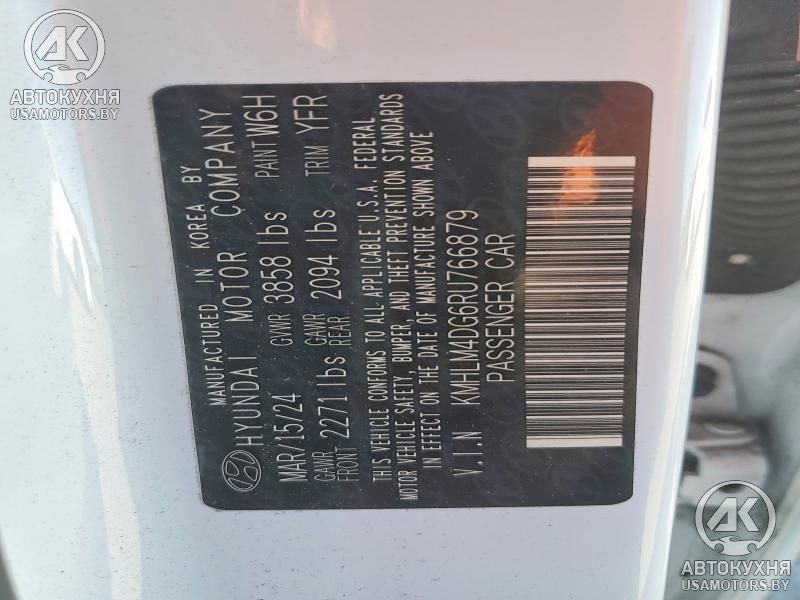 MANUFACTURED IN KOREA BY
HYUNDAI MOTOR COMPANY
MAR/15/24 GVWR 3858 lbs PAINT W6H
GAWR FRONT 2271 lbs GAWR REAR 2094 lbs TRIM YFR
THIS VEHICLE CONFORMS TO ALL APPLICABLE U.S.A. FEDERAL
MOTOR VEHICLE SAFETY, BUMPER, AND THEFT PREVENTION STANDARDS
IN EFFECT ON THE DATE OF MANUFACTURE SHOWN ABOVE
V.I.N KMHLM4DG6RU766879
PASSENGER CAR
АК
АВТОКУХНЯ
USAMOTORS.BY
АК
АВТОКУХНЯ
USAMOTORS.BY